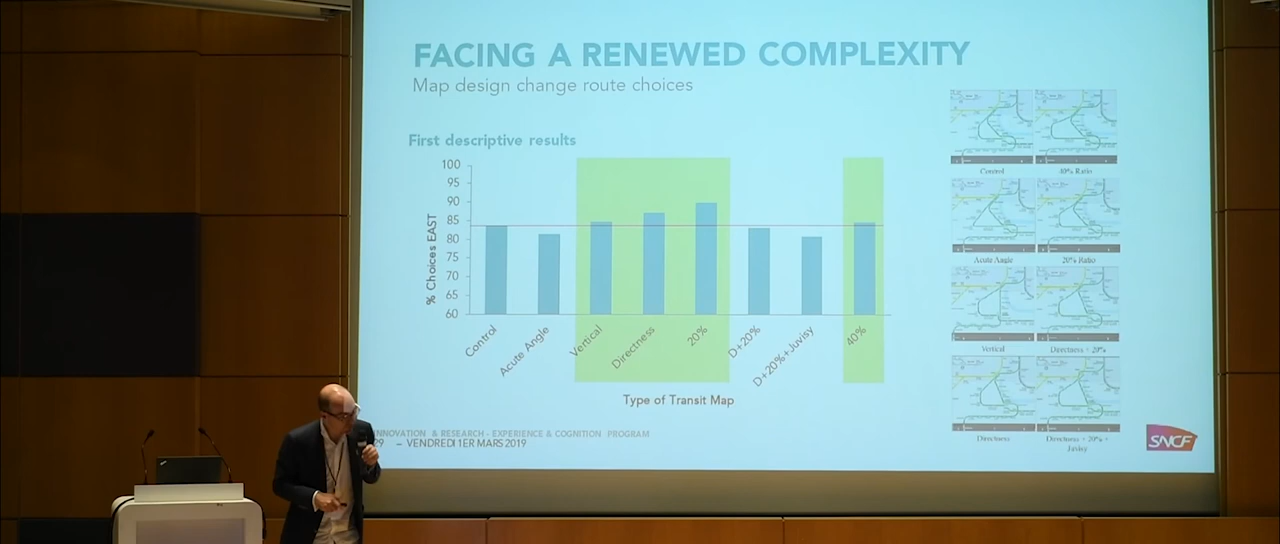 FACING A RENEWED COMPLEXITY
Map design change route choices
First descriptive results
100
95
90
85
80
75
70
65
60
% Choices EAST
Control
Acute Angle
Vertical
Directness
20%
D+20%
D+20%+Juvisy
40%
Type of Transit Map
Control
40% Ratio
Acute Angle
20% Ratio
Vertical
Directness + 20%
Directness
Directness + 20% +
Juvisy
INNOVATION & RESEARCH - EXPERIENCE & COGNITION PROGRAM
29 – VENDREDI 1ER MARS 2019
SNCF